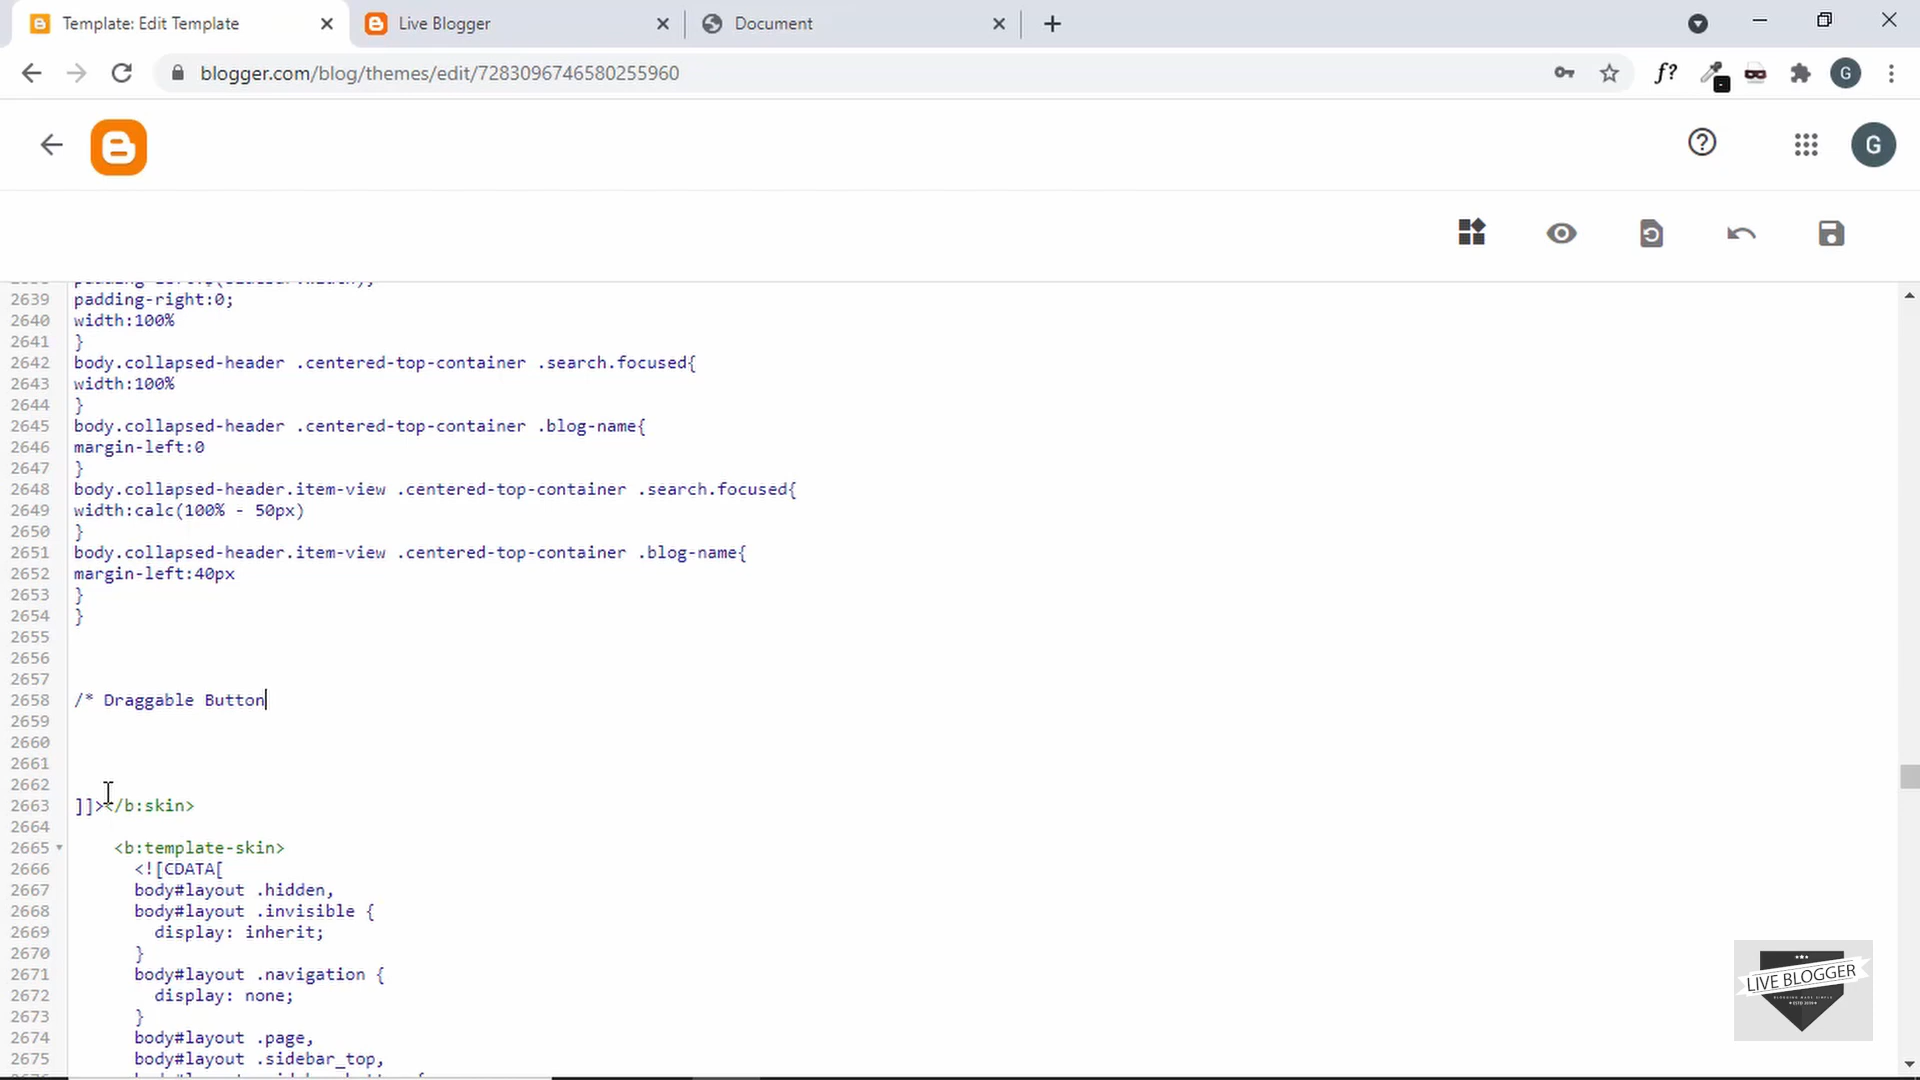 Template: Edit Template
Live Blogger
Document
blogger.com/blog/themes/edit/7283096746580255960
f?
G
G
2639 padding-right:0;
2640 width:100%
2641 }
2642 body.collapsed-header .centered-top-container .search.focused{
2643 width:100%
2644 }
2645 body.collapsed-header .centered-top-container .blog-name{
2646 margin-left:0
2647 }
2648 body.collapsed-header.item-view .centered-top-container .search.focused{
2649 width:calc(100% - 50px)
2650 }
2651 body.collapsed-header.item-view .centered-top-container .blog-name{
2652 margin-left:40px
2653 }
2654 }
2655
2656
2657
2658 /* Draggable Button
2659
2660
2661
2662
2663 ]]></b:skin>
2664
2665 <b:template-skin>
2666 <![CDATA[
2667 body#layout .hidden,
2668 body#layout .invisible {
2669 display: inherit;
2670 }
2671 body#layout .navigation {
2672 display: none;
2673 }
2674 body#layout .page,
2675 body#layout .sidebar_top,
LIVE BLOGGER